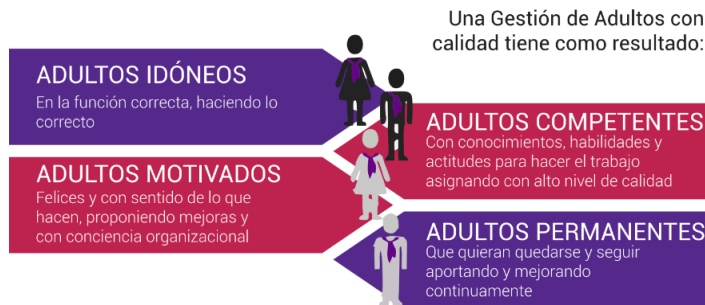 Una Gestión de Adultos con
calidad tiene como resultado:
ADULTOS IDÓNEOS
En la función correcta, haciendo lo
correcto
ADULTOS COMPETENTES
Con conocimientos, habilidades y
actitudes para hacer el trabajo
asignando con alto nivel de calidad
ADULTOS MOTIVADOS
Felices y con sentido de lo que
hacen, proponiendo mejoras y
con conciencia organizacional
ADULTOS PERMANENTES
Que quieran quedarse y seguir
aportando y mejorando
continuamente